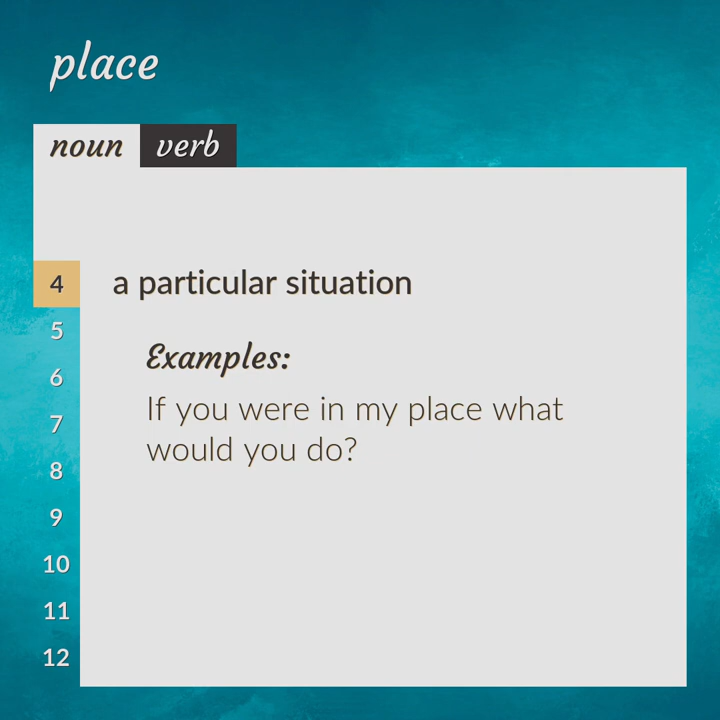 place
noun verb
4 a particular situation
5
Examples:
6
If you were in my place what
7
would you do?
8
9
10
11
12